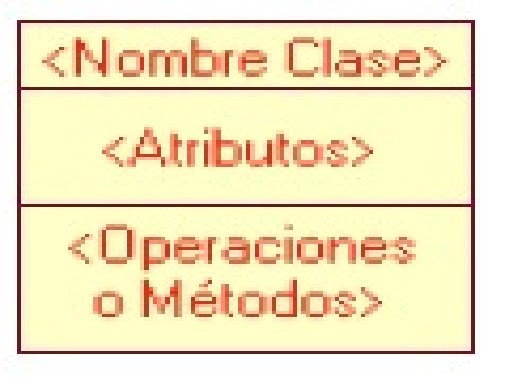 <Nombre Clase>
<Atributos>
<Operaciones
o Métodos>